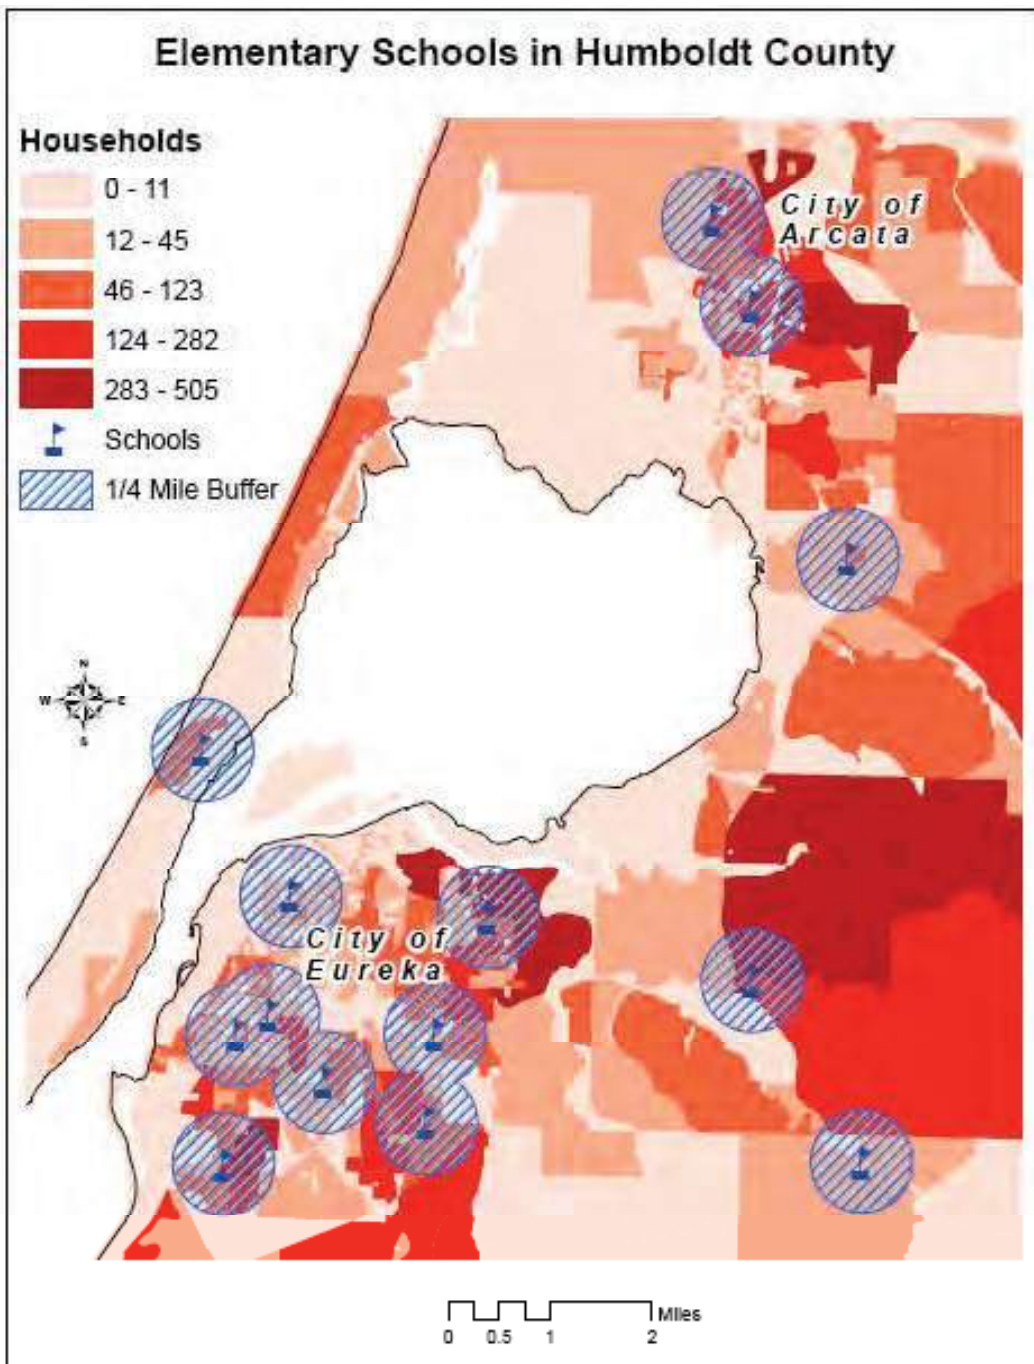 Elementary Schools in Humboldt County
Households
0 - 11
12 - 45
46 - 123
124 - 282
283 - 505
Schools
1/4 Mile Buffer
City of
Arcata
N
W
E
S
City of
Eureka
Miles
0 0.5 1 2